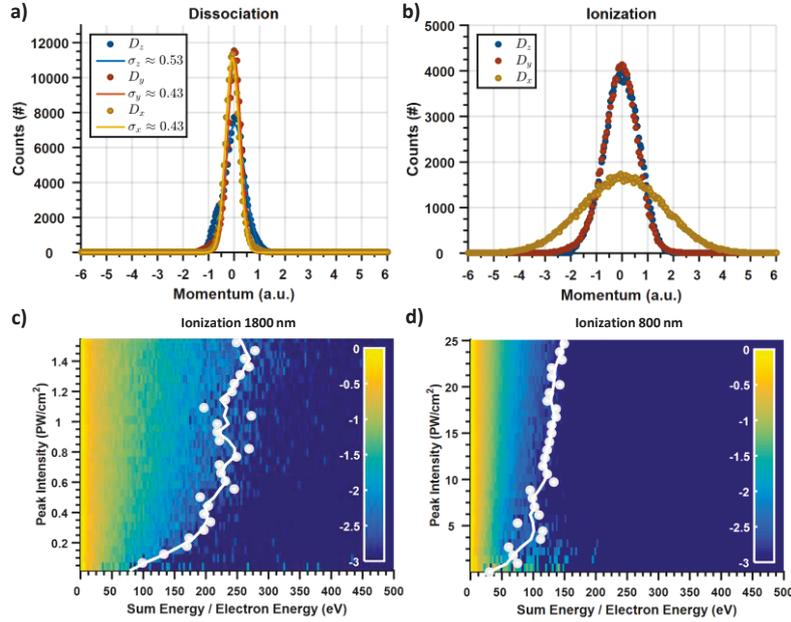 a)
Dissociation
Counts (#)
12000
10000
8000
6000
4000
2000
0
D_z
σ_z ≈ 0.53
D_y
σ_y ≈ 0.43
D_x
σ_x ≈ 0.43
-6 -5 -4 -3 -2 -1 0 1 2 3 4 5 6
Momentum (a.u.)
b)
Ionization
Counts (#)
5000
4000
3000
2000
1000
0
D_z
D_y
D_x
-6 -5 -4 -3 -2 -1 0 1 2 3 4 5 6
Momentum (a.u.)
c)
Ionization 1800 nm
Peak Intensity (PW/cm²)
1.4
1.2
1
0.8
0.6
0.4
0.2
0
-0.5
-1
-1.5
-2
-2.5
-3
0 50 100 150 200 250 300 350 400 450 500
Sum Energy / Electron Energy (eV)
d)
Ionization 800 nm
Peak Intensity (PW/cm²)
25
20
15
10
5
0
-0.5
-1
-1.5
-2
-2.5
-3
0 50 100 150 200 250 300 350 400 450 500
Sum Energy / Electron Energy (eV)